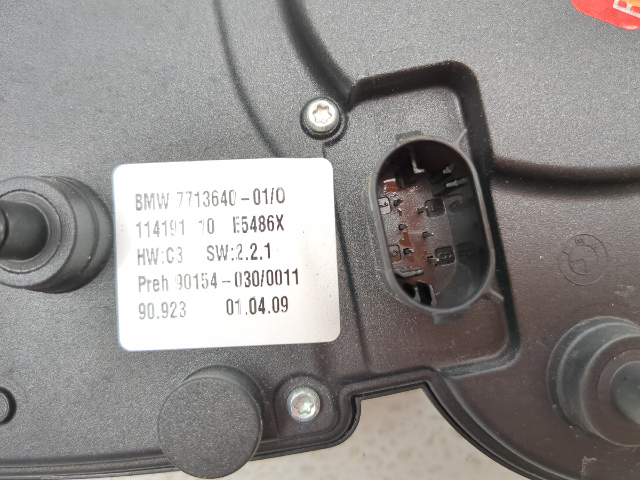 BMW 7713640-01/0
114191 10 E5486X
HW:C3 SW:2.2.1
Preh 90154-030/0011
90.923 01.04.09